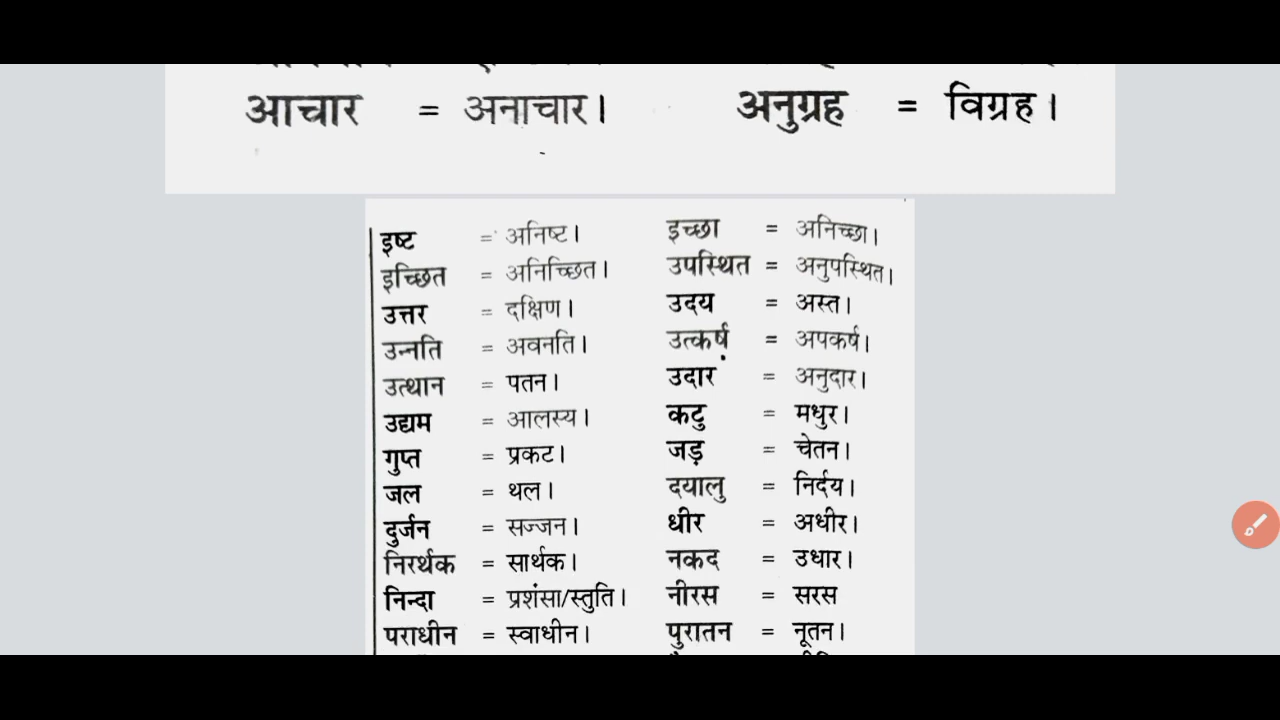 आचार = अनाचार। अनुग्रह = विग्रह।
इष्ट = अनिष्ट। इच्छा = अनिच्छा।
इच्छित = अनिच्छित। उपस्थित = अनुपस्थित।
उत्तर = दक्षिण। उदय = अस्त।
उन्नति = अवनति। उत्कर्ष = अपकर्ष।
उत्थान = पतन। उदार = अनुदार।
उद्यम = आलस्य। कटु = मधुर।
गुप्त = प्रकट। जड़ = चेतन।
जल = थल। दयालु = निर्दय।
दुर्जन = सज्जन। धीर = अधीर।
निरर्थक = सार्थक। नकद = उधार।
निन्दा = प्रशंसा/स्तुति। नीरस = सरस
पराधीन = स्वाधीन। पुरातन = नूतन।